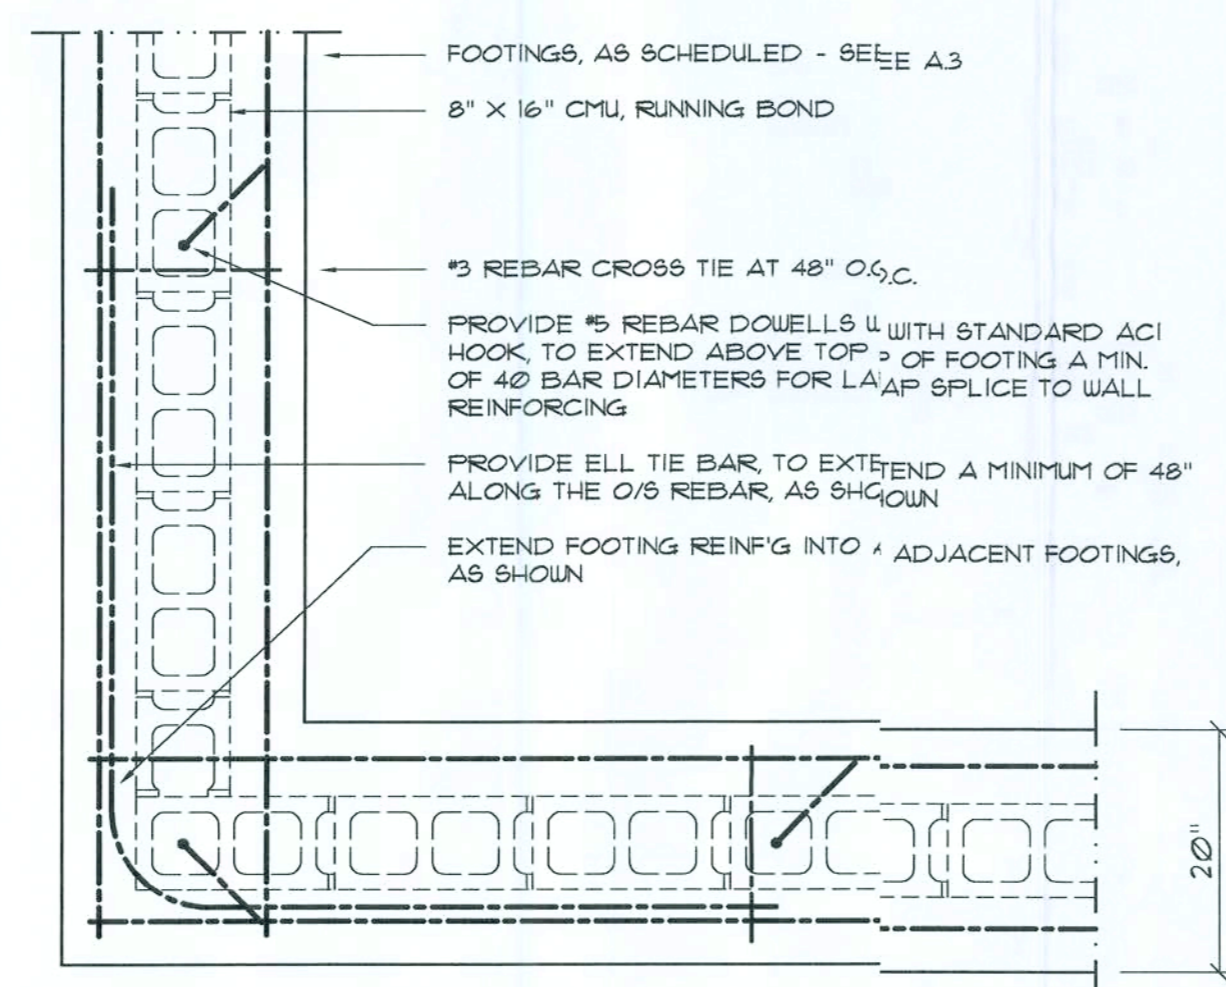 FOOTINGS, AS SCHEDULED - SEE A.3
8" X 16" CMU, RUNNING BOND
#3 REBAR CROSS TIE AT 48" O.C.
PROVIDE #5 REBAR DOWELLS WITH STANDARD ACI
HOOK, TO EXTEND ABOVE TOP OF FOOTING A MIN.
OF 40 BAR DIAMETERS FOR LAP SPLICE TO WALL
REINFORCING
PROVIDE ELL TIE BAR, TO EXTEND A MINIMUM OF 48"
ALONG THE O/S REBAR, AS SHOWN
EXTEND FOOTING REINF'G INTO ADJACENT FOOTINGS,
AS SHOWN
20"